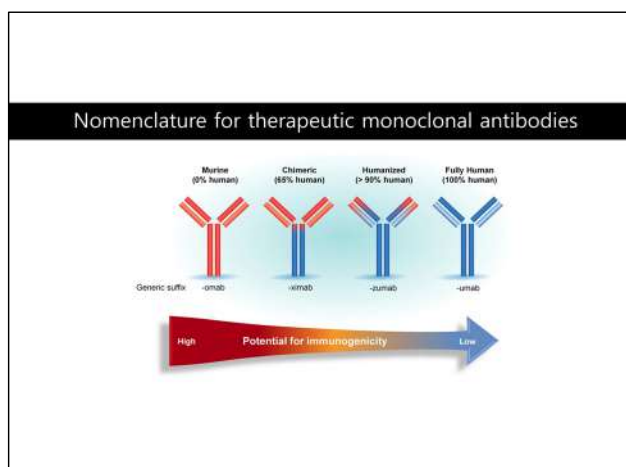 Nomenclature for therapeutic monoclonal antibodies
Murine Chimeric Humanized Fully Human
(0% human) (65% human) (> 90% human) (100% human)
Generic suffix -omab -ximab -zumab -umab
High Potential for immunogenicity Low